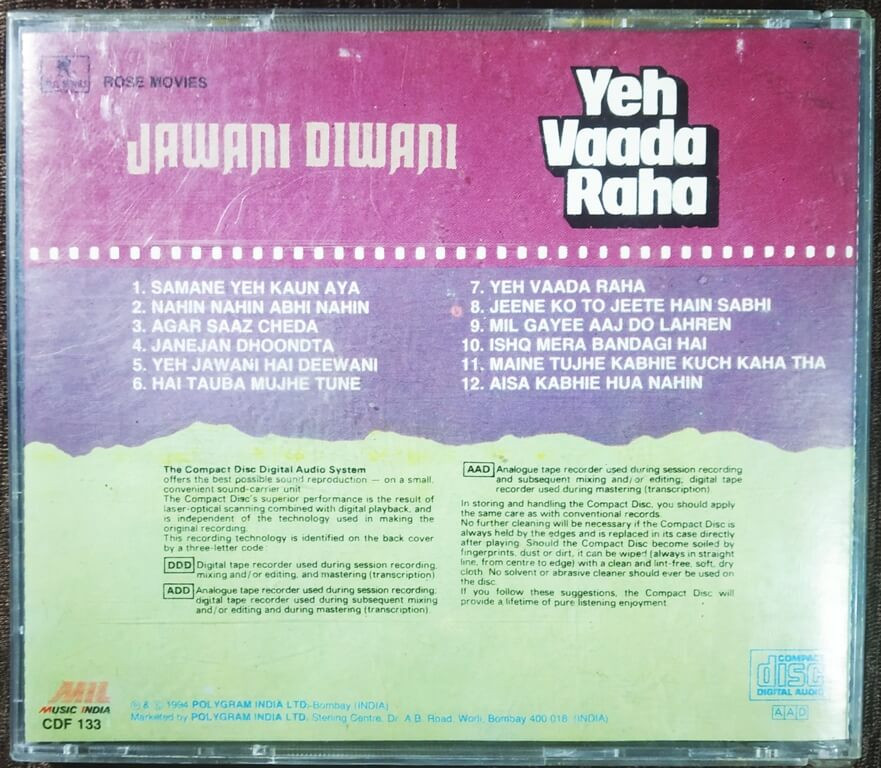 ROSE MOVIES
JAWANI DIWANI
Yeh
Vaada
Raha
1. SAMANE YEH KAUN AYA
2. NAHIN NAHIN ABHI NAHIN
3. AGAR SAAZ CHEDA
4. JANEJAN DHOONDTA
5. YEH JAWANI HAI DEEWANI
6. HAI TAUBA MUJHE TUNE
7. YEH VAADA RAHA
8. JEENE KO TO JEETE HAIN SABHI
9. MIL GAYEE AAJ DO LAHREN
10. ISHQ MERA BANDAGI HAI
11. MAINE TUJHE KABHIE KUCH KAHA THA
12. AISA KABHIE HUA NAHIN
The Compact Disc Digital Audio System
offers the best possible sound reproduction — on a small,
convenient sound-carrier unit
The Compact Disc's superior performance is the result of
laser-optical scanning combined with digital playback, and
is independent of the technology used in making the
original recording.
This recording technology is identified on the back cover
by a three-letter code
DDD Digital tape recorder used during session recording,
mixing and/or editing, and mastering (transcription)
ADD Analogue tape recorder used during session recording;
digital tape recorder used during subsequent mixing
and/or editing and during mastering (transcription).
AAD Analogue tape recorder used during session recording
and subsequent mixing and/or editing; digital tape
recorder used during mastering (transcription)
In storing and handling the Compact Disc, you should apply
the same care as with conventional records.
No further cleaning will be necessary if the Compact Disc is
always held by the edges and is replaced in its case directly
after playing. Should the Compact Disc become soiled by
fingerprints, dust or dirt, it can be wiped (always in straight
line, from centre to edge) with a clean and lint-free, soft, dry
cloth. No solvent or abrasive cleaner should ever be used on
the disc.
If you follow these suggestions, the Compact Disc will
provide a lifetime of pure listening enjoyment
MIL
MUSIC INDIA
CDF 133
℗ & © 1994 POLYGRAM INDIA LTD.-Bombay (INDIA)
Marketed by POLYGRAM INDIA LTD. Sterling Centre, Dr. A.B. Road, Worli, Bombay 400 018. (INDIA)
COMPACT
disc
DIGITAL AUDIO
AAD